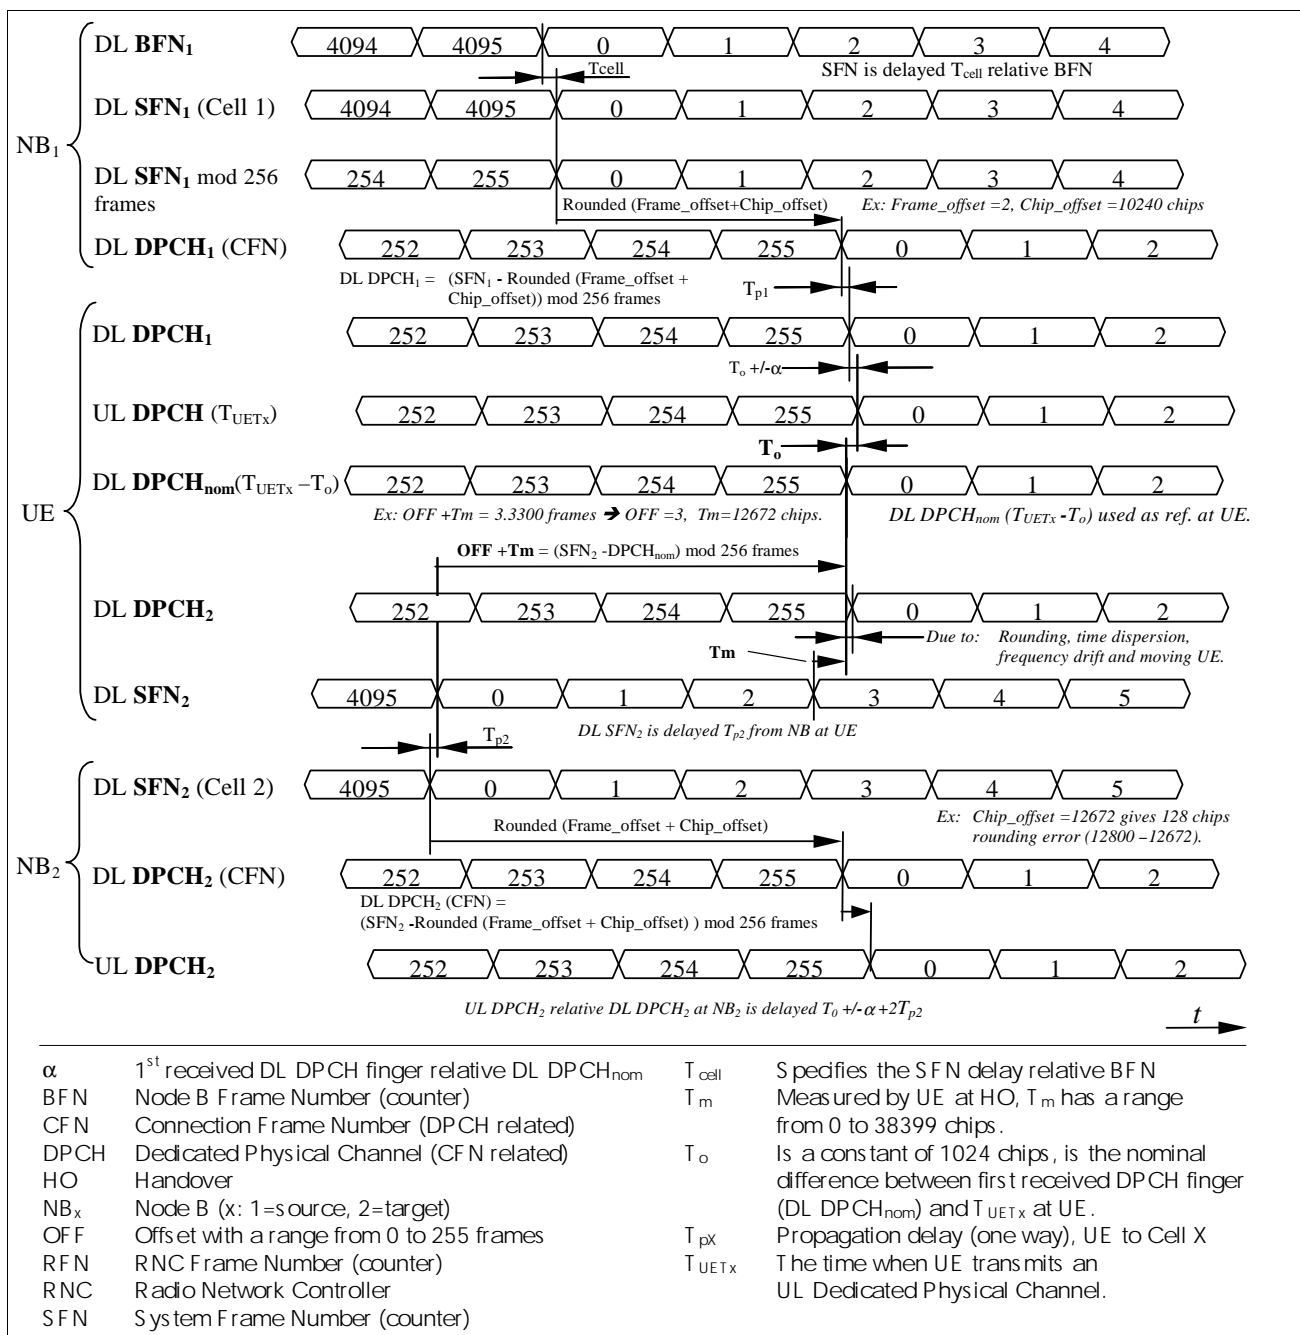 DL BFN1 4094 4095 0 1 2 3 4
Tcell SFN is delayed Tcell relative BFN
DL SFN1 (Cell 1) 4094 4095 0 1 2 3 4
NB1
DL SFN1 mod 256 254 255 0 1 2 3 4
frames
Rounded (Frame_offset+Chip_offset) Ex: Frame_offset =2, Chip_offset =10240 chips
DL DPCH1 (CFN) 252 253 254 255 0 1 2
DL DPCH1 = (SFN1 - Rounded (Frame_offset +
Chip_offset)) mod 256 frames
Tp1
DL DPCH1 252 253 254 255 0 1 2
To +/-α
UL DPCH (TUETx) 252 253 254 255 0 1 2
To
DL DPCHnom(TUETx –To) 252 253 254 255 0 1 2
UE
Ex: OFF +Tm = 3.3300 frames ➔ OFF =3, Tm=12672 chips. DL DPCHnom (TUETx -To) used as ref. at UE.
OFF +Tm = (SFN2 -DPCHnom) mod 256 frames
DL DPCH2 252 253 254 255 0 1 2
Due to: Rounding, time dispersion,
frequency drift and moving UE.
Tm
DL SFN2 4095 0 1 2 3 4 5
DL SFN2 is delayed Tp2 from NB at UE
Tp2
DL SFN2 (Cell 2) 4095 0 1 2 3 4 5
Ex: Chip_offset =12672 gives 128 chips
rounding error (12800 –12672).
Rounded (Frame_offset + Chip_offset)
NB2
DL DPCH2 (CFN) 252 253 254 255 0 1 2
DL DPCH2 (CFN) =
(SFN2 -Rounded (Frame_offset + Chip_offset) ) mod 256 frames
UL DPCH2 252 253 254 255 0 1 2
UL DPCH2 relative DL DPCH2 at NB2 is delayed T0 +/-α +2Tp2
t
α 1st received DL DPCH finger relative DL DPCHnom
BFN Node B Frame Number (counter)
CFN Connection Frame Number (DPCH related)
DPCH Dedicated Physical Channel (CFN related)
HO Handover
NBx Node B (x: 1=source, 2=target)
OFF Offset with a range from 0 to 255 frames
RFN RNC Frame Number (counter)
RNC Radio Network Controller
SFN System Frame Number (counter)
Tcell Specifies the SFN delay relative BFN
Tm Measured by UE at HO, Tm has a range
from 0 to 38399 chips.
To Is a constant of 1024 chips, is the nominal
difference between first received DPCH finger
(DL DPCHnom) and TUETx at UE.
TpX Propagation delay (one way), UE to Cell X
TUETx The time when UE transmits an
UL Dedicated Physical Channel.